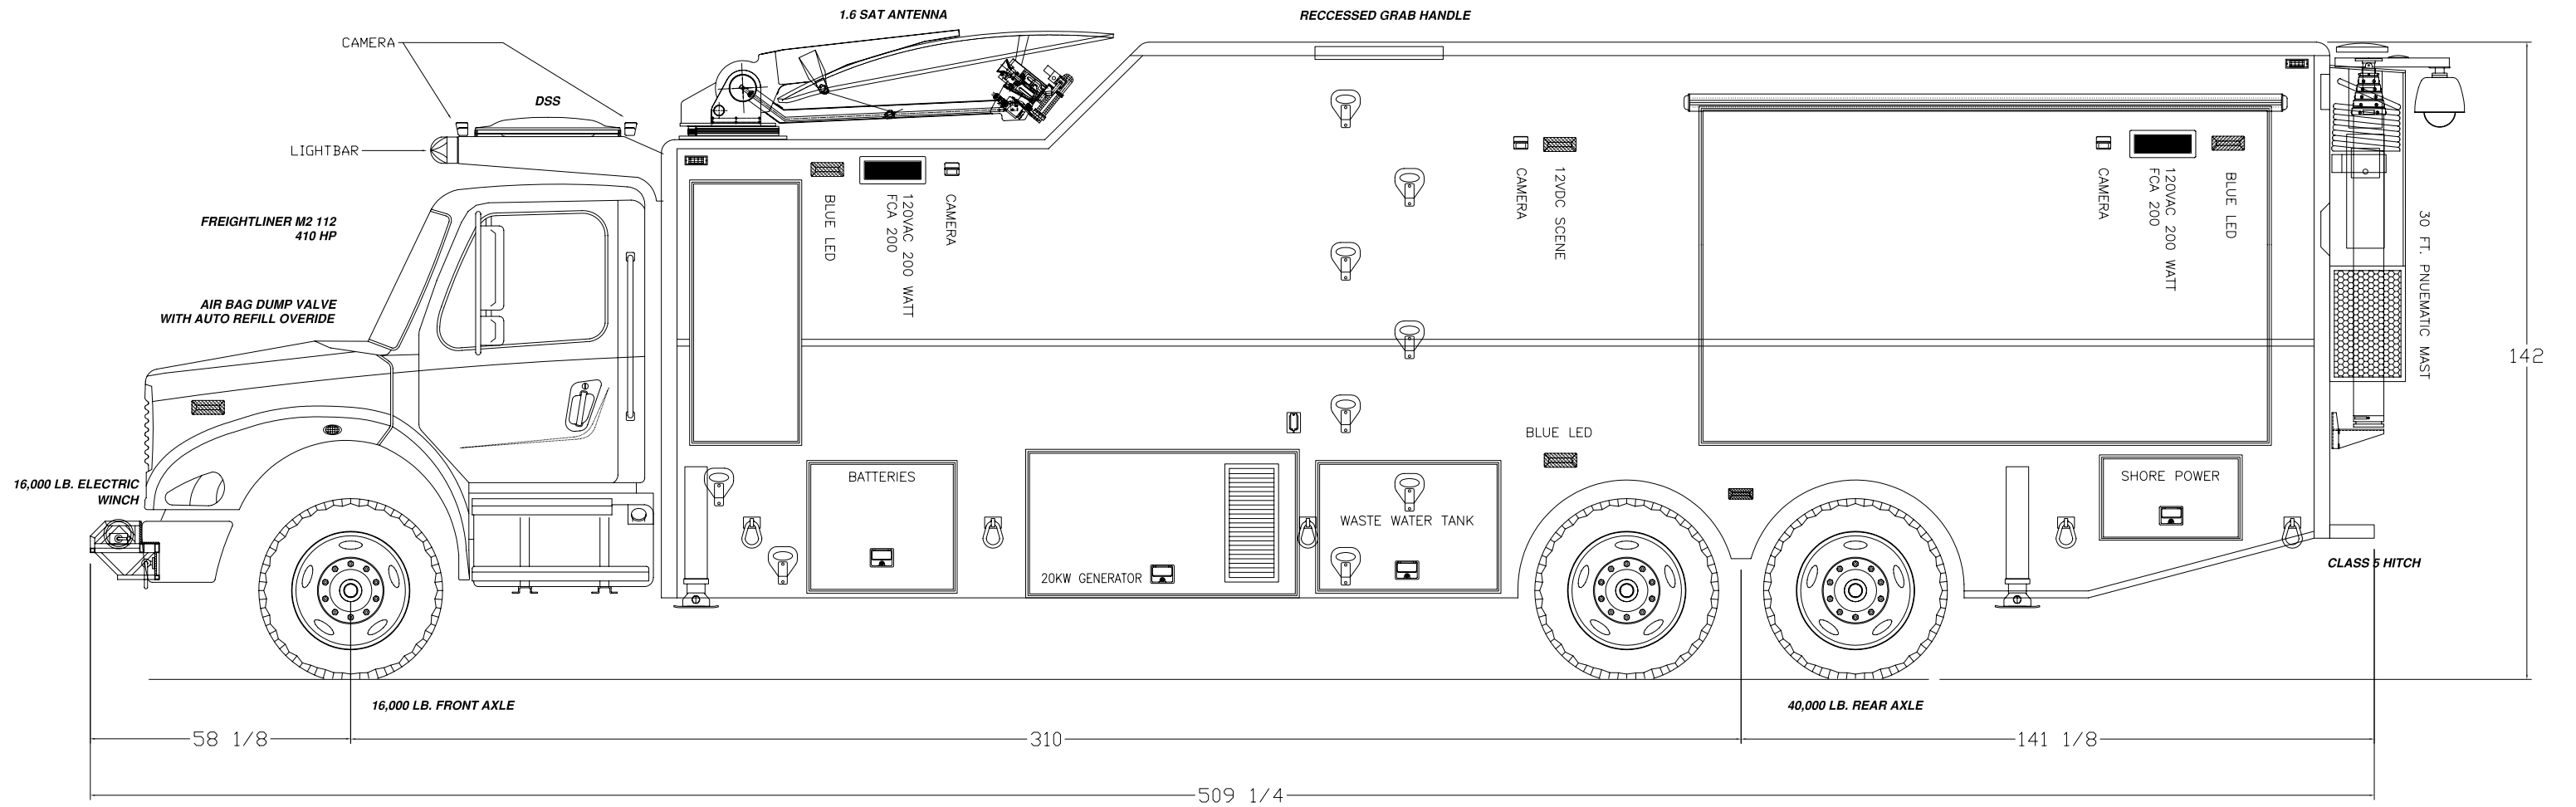 1.6 SAT ANTENNA
RECCESSED GRAB HANDLE
CAMERA
DSS
LIGHTBAR
FREIGHTLINER M2 112
410 HP
AIR BAG DUMP VALVE
WITH AUTO REFILL OVERIDE
BLUE LED
120VAC 200 WATT
FCA 200
CAMERA
CAMERA
12VDC SCENE
CAMERA
120VAC 200 WATT
FCA 200
BLUE LED
30 FT. PNUEMATIC MAST
142
BLUE LED
16,000 LB. ELECTRIC
WINCH
BATTERIES
20KW GENERATOR
WASTE WATER TANK
SHORE POWER
CLASS 5 HITCH
16,000 LB. FRONT AXLE
40,000 LB. REAR AXLE
58 1/8
310
141 1/8
509 1/4